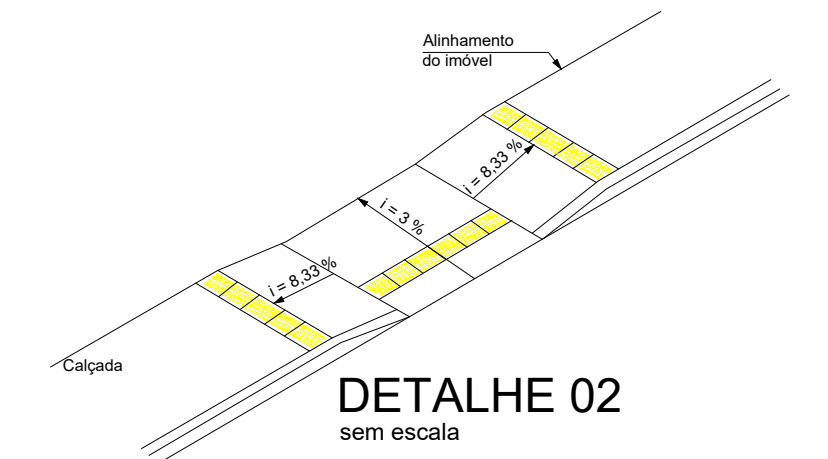 Alinhamento
do imóvel
i = 8,33 %
i = 3 %
i = 8,33 %
Calçada
DETALHE 02
sem escala